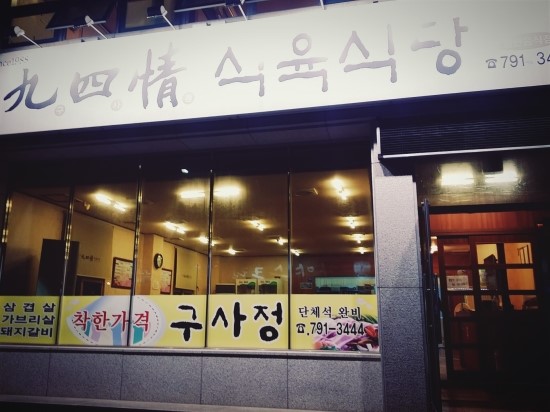 九.四.情. 식육식당
☎791-34
삼겹살
가브리살
돼지갈비
착한가격
구사정
단체석 완비
☎.791-3444